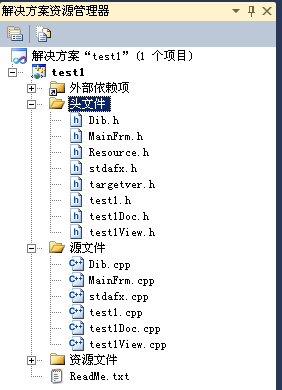 解决方案资源管理器
解决方案“test1”(1 个项目)
test1
外部依赖项
头文件
Dib.h
MainFrm.h
Resource.h
stdafx.h
targetver.h
test1.h
test1Doc.h
test1View.h
源文件
Dib.cpp
MainFrm.cpp
stdafx.cpp
test1.cpp
test1Doc.cpp
test1View.cpp
资源文件
ReadMe.txt